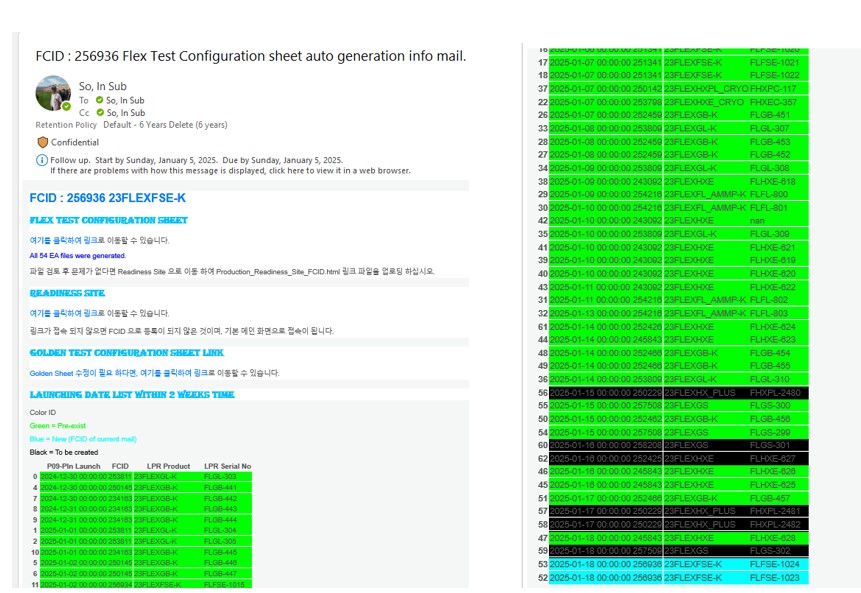 FCID : 256936 Flex Test Configuration sheet auto generation info mail.
So, In Sub
To So, In Sub
Cc So, In Sub
Retention Policy Default - 6 Years Delete (6 years)
Confidential
Follow up. Start by Sunday, January 5, 2025. Due by Sunday, January 5, 2025.
If there are problems with how this message is displayed, click here to view it in a web browser.
FCID : 256936 23FLEXFSE-K
FLEX TEST CONFIGURATION SHEET
여기를 클릭하여 링크로 이동할 수 있습니다.
All 54 EA files were generated.
파일 검토 후 문제가 없다면 Readiness Site 으로 이동 하여 Production_Readiness_Site_FCID.html 링크 파일을 업로딩 하십시오.
READINESS SITE
여기를 클릭하여 링크로 이동할 수 있습니다.
링크가 접속 되지 않으면 FCID 으로 등록이 되지 않은 것이며, 기본 메인 화면으로 접속이 됩니다.
GOLDEN TEST CONFIGURATION SHEET LINK
Golden Sheet 수정이 필요 하다면, 여기를 클릭하여 링크로 이동할 수 있습니다.
LAUNCHING DATE LIST WITHIN 2 WEEKS TIME
Color ID
Green = Pre-exist
Blue = New (FCID of current mail)
Black = To be created
P09-Pln Launch FCID LPR Product LPR Serial No
0 2024-12-30 00:00:00 253811 23FLEXGL-K FLGL-303
4 2024-12-30 00:00:00 250145 23FLEXGB-K FLGB-441
7 2024-12-31 00:00:00 234163 23FLEXGB-K FLGB-442
8 2024-12-31 00:00:00 234163 23FLEXGB-K FLGB-443
9 2024-12-31 00:00:00 234163 23FLEXGB-K FLGB-444
1 2025-01-01 00:00:00 253811 23FLEXGL-K FLGL-304
2 2025-01-01 00:00:00 253811 23FLEXGL-K FLGL-305
10 2025-01-01 00:00:00 234163 23FLEXGB-K FLGB-445
5 2025-01-02 00:00:00 250145 23FLEXGB-K FLGB-446
6 2025-01-02 00:00:00 250145 23FLEXGB-K FLGB-447
11 2025-01-02 00:00:00 256934 23FLEXFSE-K FLFSE-1015
16 2025-01-06 00:00:00 251341 23FLEXFSE-K FLFSE-1020
17 2025-01-07 00:00:00 251341 23FLEXFSE-K FLFSE-1021
18 2025-01-07 00:00:00 251341 23FLEXFSE-K FLFSE-1022
37 2025-01-07 00:00:00 250142 23FLEXHXPL_CRYO FHXPC-117
22 2025-01-07 00:00:00 253798 23FLEXHXE_CRYO FHXEC-357
26 2025-01-07 00:00:00 252459 23FLEXGB-K FLGB-451
33 2025-01-08 00:00:00 253809 23FLEXGL-K FLGL-307
28 2025-01-08 00:00:00 252459 23FLEXGB-K FLGB-453
27 2025-01-08 00:00:00 252459 23FLEXGB-K FLGB-452
34 2025-01-09 00:00:00 253809 23FLEXGL-K FLGL-308
38 2025-01-09 00:00:00 243092 23FLEXHXE FLHXE-618
29 2025-01-09 00:00:00 254216 23FLEXFL_AMMP-K FLFL-800
30 2025-01-10 00:00:00 254216 23FLEXFL_AMMP-K FLFL-801
42 2025-01-10 00:00:00 243092 23FLEXHXE nan
35 2025-01-10 00:00:00 253809 23FLEXGL-K FLGL-309
41 2025-01-10 00:00:00 243092 23FLEXHXE FLHXE-621
39 2025-01-10 00:00:00 243092 23FLEXHXE FLHXE-619
40 2025-01-10 00:00:00 243092 23FLEXHXE FLHXE-620
43 2025-01-11 00:00:00 243092 23FLEXHXE FLHXE-622
31 2025-01-11 00:00:00 254216 23FLEXFL_AMMP-K FLFL-802
32 2025-01-13 00:00:00 254216 23FLEXFL_AMMP-K FLFL-803
61 2025-01-14 00:00:00 252426 23FLEXHXE FLHXE-624
44 2025-01-14 00:00:00 245843 23FLEXHXE FLHXE-623
48 2025-01-14 00:00:00 252466 23FLEXGB-K FLGB-454
49 2025-01-14 00:00:00 252466 23FLEXGB-K FLGB-455
36 2025-01-14 00:00:00 253809 23FLEXGL-K FLGL-310
56 2025-01-15 00:00:00 250229 23FLEXHX_PLUS FHXPL-2480
55 2025-01-15 00:00:00 257508 23FLEXGS FLGS-300
50 2025-01-15 00:00:00 252466 23FLEXGB-K FLGB-456
54 2025-01-15 00:00:00 257508 23FLEXGS FLGS-299
60 2025-01-16 00:00:00 258208 23FLEXGS FLGS-301
62 2025-01-16 00:00:00 252425 23FLEXHXE FLHXE-627
46 2025-01-16 00:00:00 245843 23FLEXHXE FLHXE-626
45 2025-01-16 00:00:00 245843 23FLEXHXE FLHXE-625
51 2025-01-17 00:00:00 252466 23FLEXGB-K FLGB-457
57 2025-01-17 00:00:00 250229 23FLEXHX_PLUS FHXPL-2481
58 2025-01-17 00:00:00 250229 23FLEXHX_PLUS FHXPL-2482
47 2025-01-18 00:00:00 245843 23FLEXHXE FLHXE-628
59 2025-01-18 00:00:00 257509 23FLEXGS FLGS-302
53 2025-01-18 00:00:00 256936 23FLEXFSE-K FLFSE-1024
52 2025-01-18 00:00:00 256936 23FLEXFSE-K FLFSE-1023